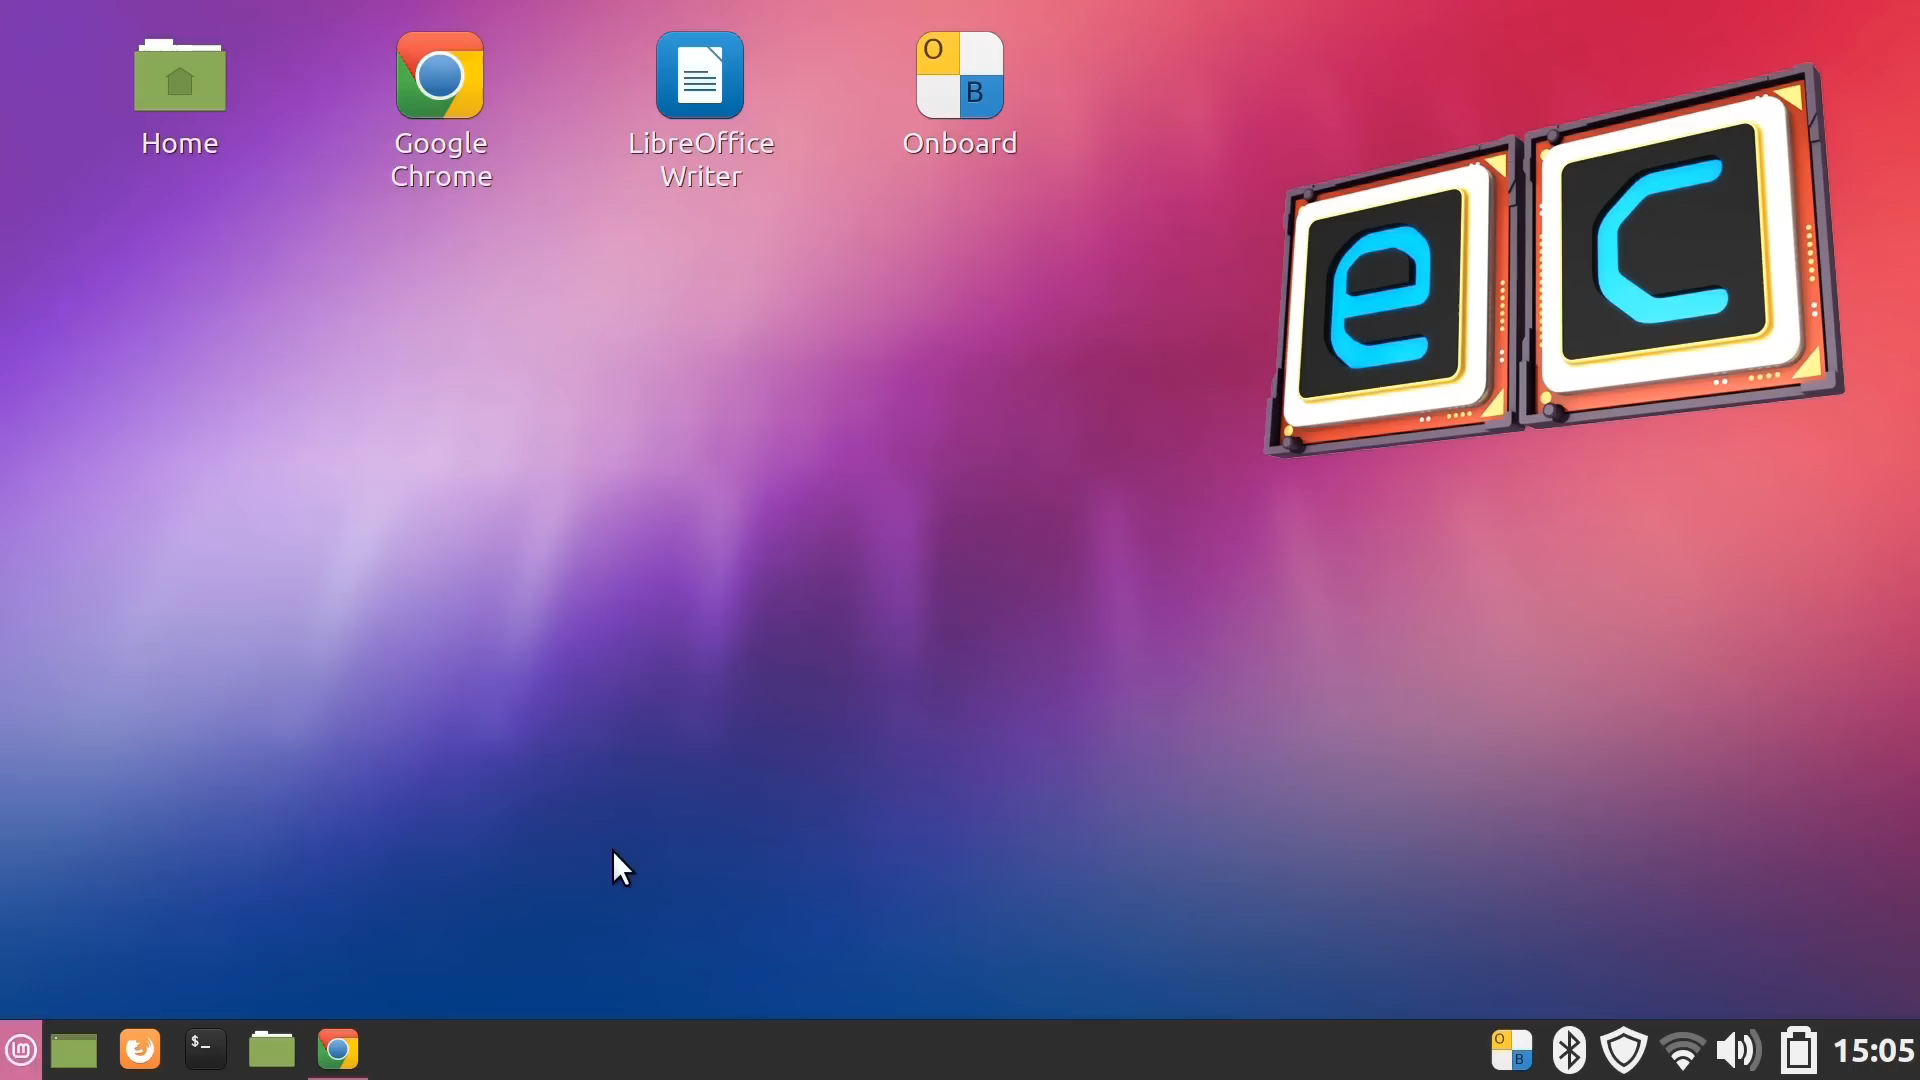 Home
Google
Chrome
LibreOffice
Writer
O
B
Onboard
e c
$_
O
B
15:05